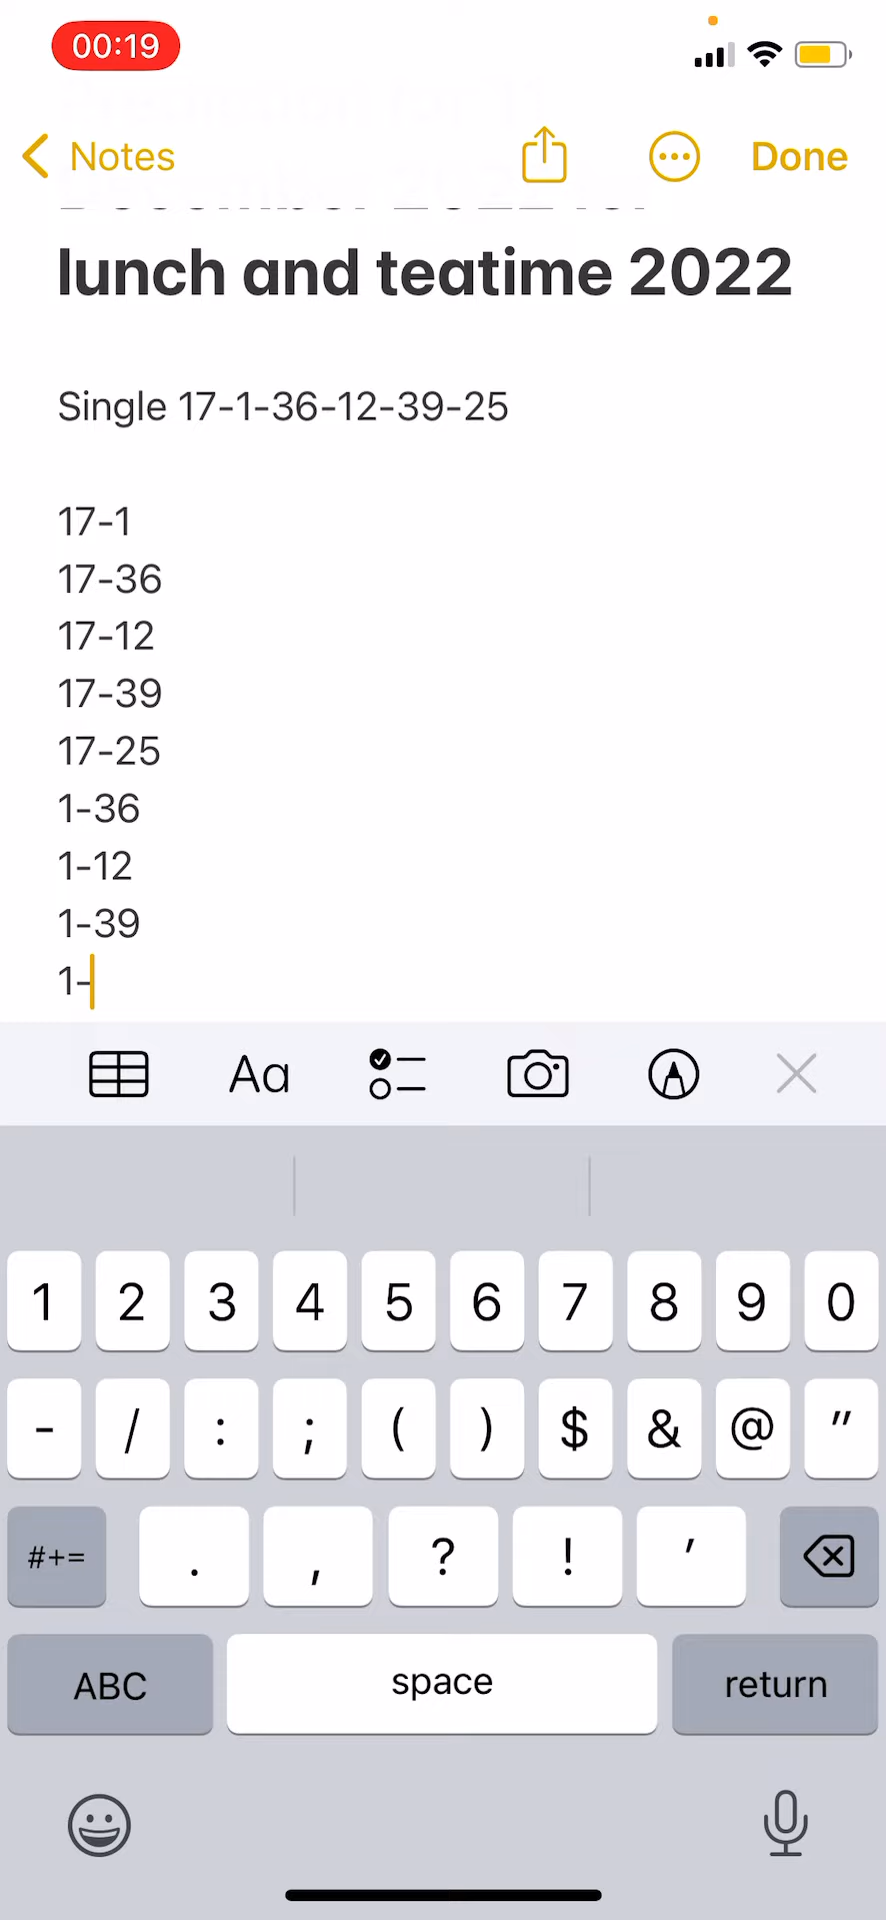 00:19
Notes
Done
lunch and teatime 2022
Single 17-1-36-12-39-25
17-1
17-36
17-12
17-39
17-25
1-36
1-12
1-39
1-
Aa
1 2 3 4 5 6 7 8 9 0
- / : ; ( ) $ & @ "
#+= . , ? ! '
ABC space return